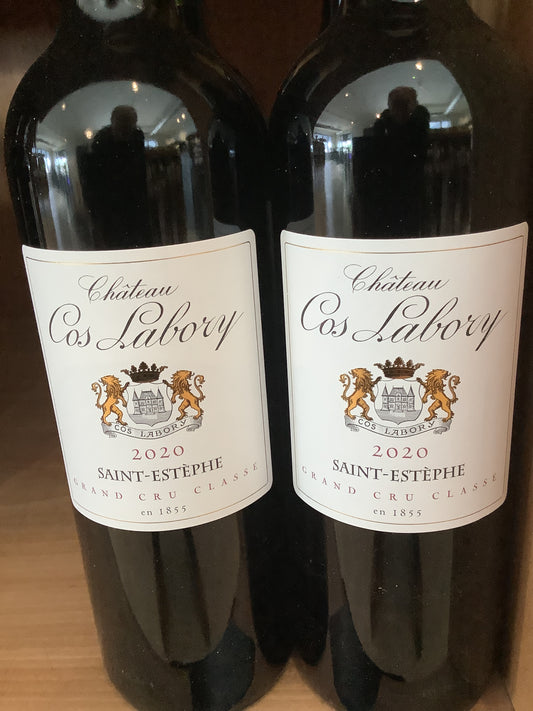 Château
Cos Labory
COS LABORY
2020
SAINT-ESTÈPHE
GRAND CRU CLASSÉ
en 1855
Château
Cos Labory
COS LABORY
2020
SAINT-ESTÈPHE
GRAND CRU CLASSÉ
en 1855